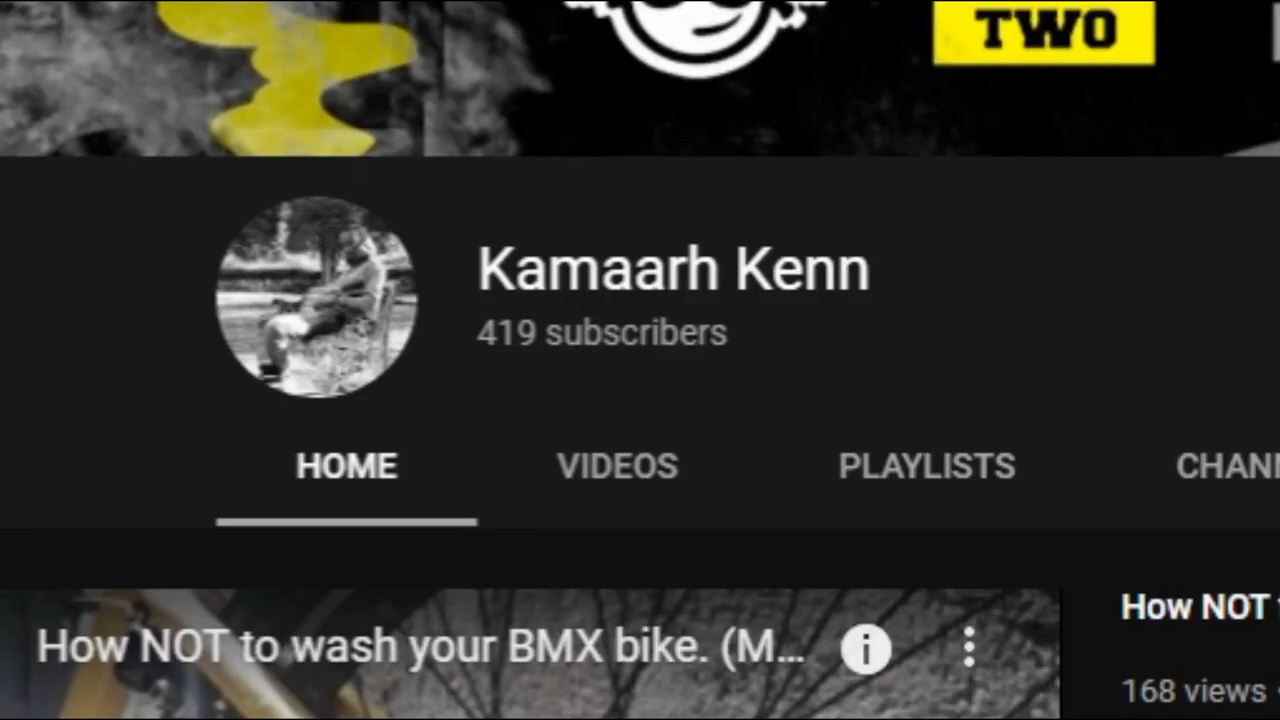 TWO
Kamaarh Kenn
419 subscribers
HOME VIDEOS PLAYLISTS CHAN
How NOT to wash your BMX bike. (M...
How NOT
168 views